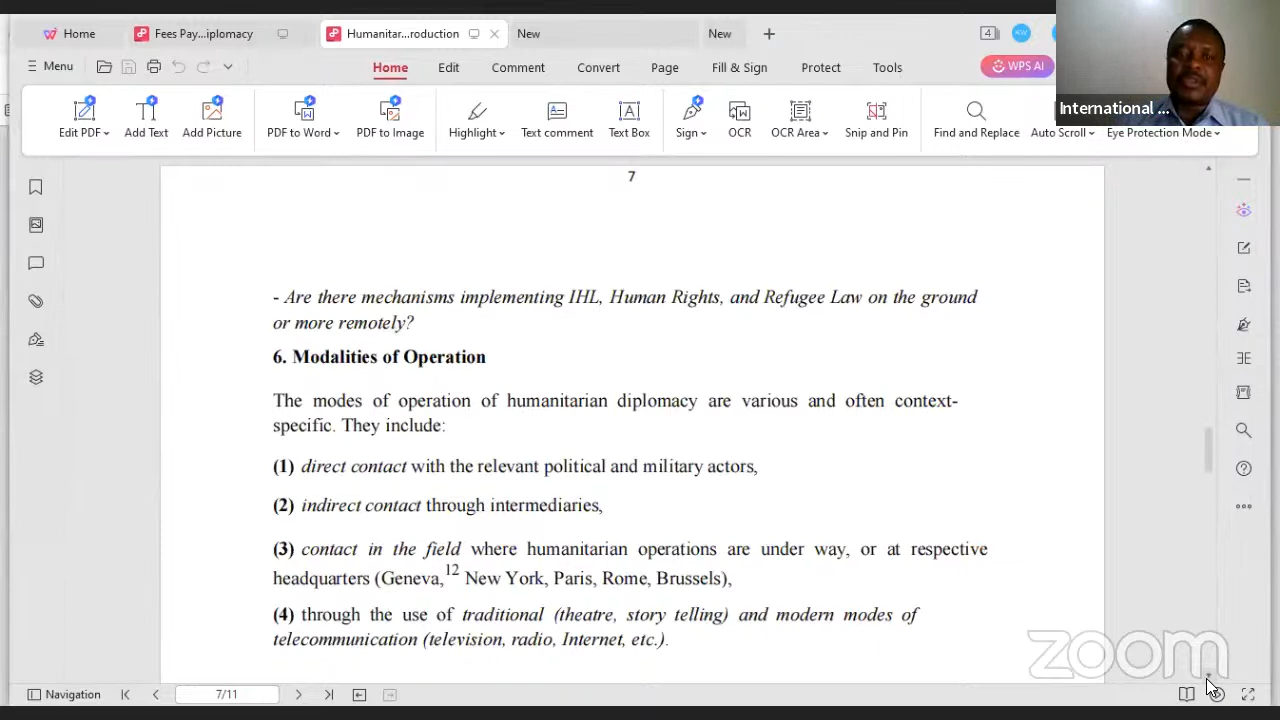 Home
Fees Pay...iplomacy
Humanitar...roduction
New
New
4
KW
Menu
Home
Edit
Comment
Convert
Page
Fill & Sign
Protect
Tools
WPS AI
Edit PDF
Add Text
Add Picture
PDF to Word
PDF to Image
Highlight
Text comment
Text Box
Sign
OCR
OCR Area
Snip and Pin
Find and Replace
Auto Scroll
Eye Protection Mode
International ...
7
- Are there mechanisms implementing IHL, Human Rights, and Refugee Law on the ground
or more remotely?
6. Modalities of Operation
The modes of operation of humanitarian diplomacy are various and often context-
specific. They include:
(1) direct contact with the relevant political and military actors,
(2) indirect contact through intermediaries,
(3) contact in the field where humanitarian operations are under way, or at respective
headquarters (Geneva,12 New York, Paris, Rome, Brussels),
(4) through the use of traditional (theatre, story telling) and modern modes of
telecommunication (television, radio, Internet, etc.).
zoom
Navigation
7/11